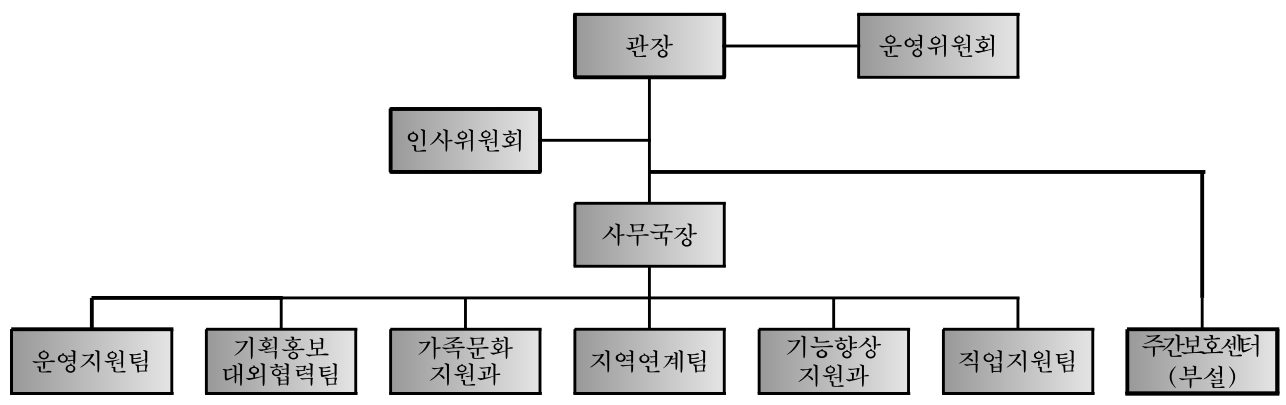 관장
운영위원회
인사위원회
사무국장
운영지원팀
기획홍보
대외협력팀
가족문화
지원과
지역연계팀
기능향상
지원과
직업지원팀
주간보호센터
(부설)